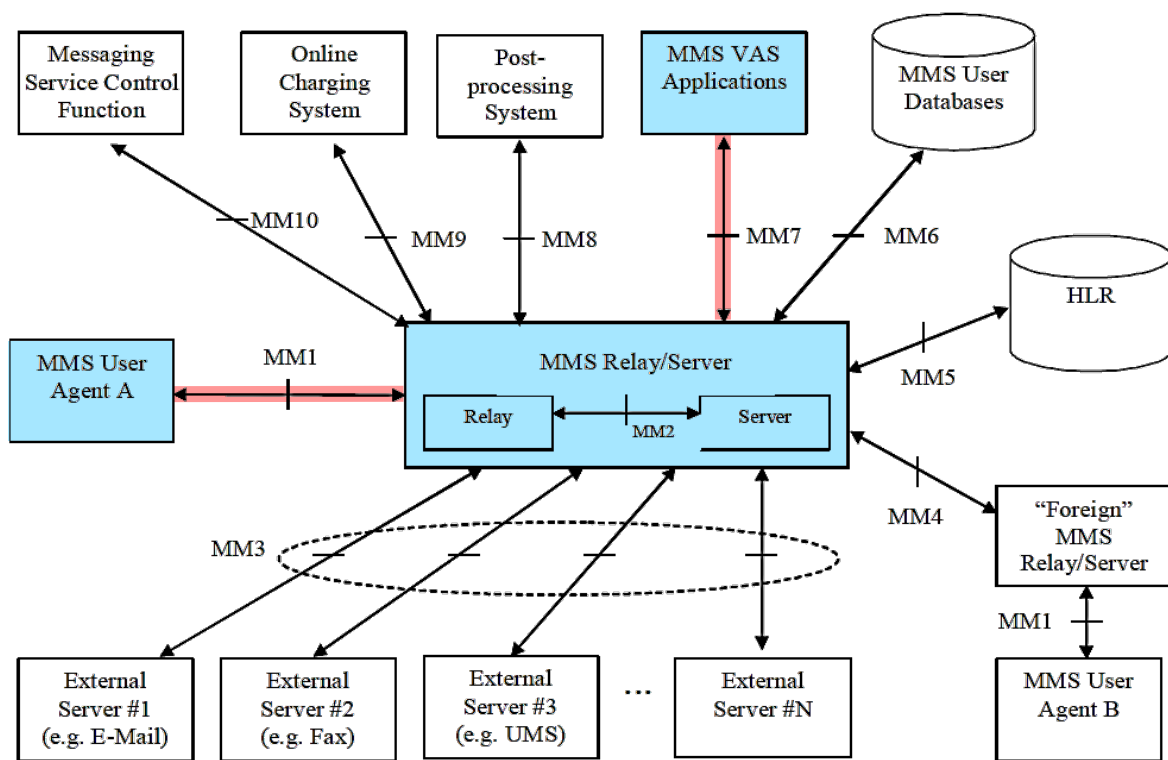 Messaging
Service Control
Function
Online
Charging
System
Post-
processing
System
MMS VAS
Applications
MMS User
Databases
MM10
MM9
MM8
MM7
MM6
HLR
MMS User
Agent A
MM1
MMS Relay/Server
MM5
Relay
MM2
Server
MM4
“Foreign”
MMS
Relay/Server
MM3
MM1
External
Server #1
(e.g. E-Mail)
External
Server #2
(e.g. Fax)
External
Server #3
(e.g. UMS)
...
External
Server #N
MMS User
Agent B